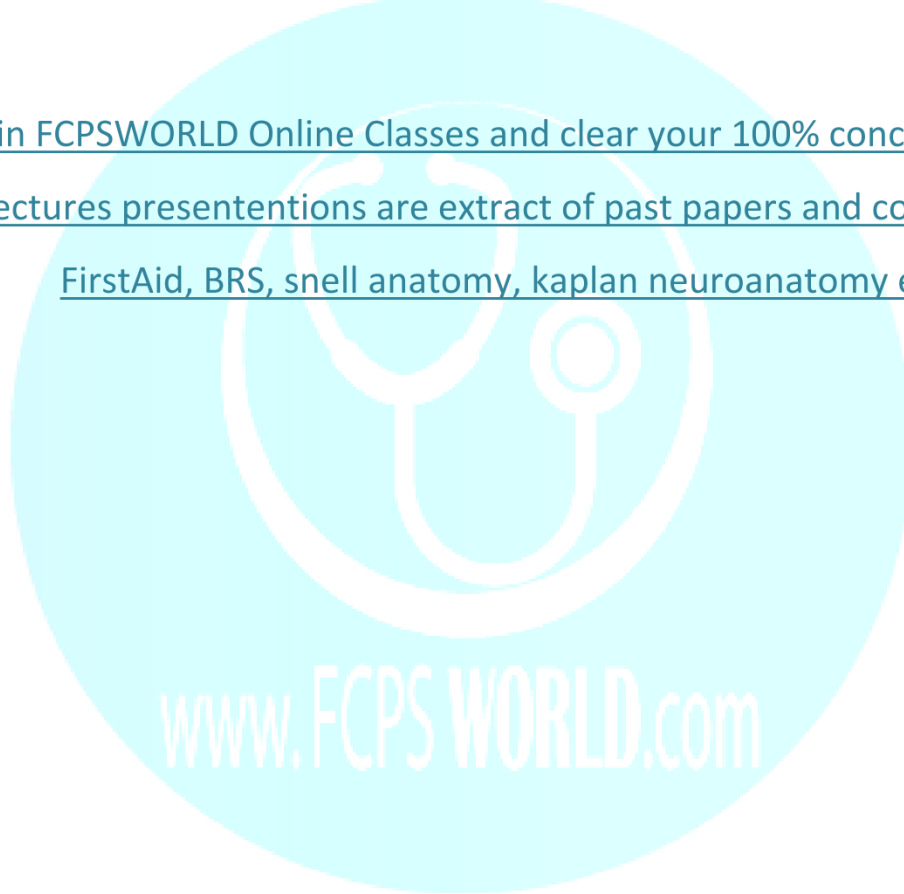 in FCPSWORLD Online Classes and clear your 100% conc
ectures presententions are extract of past papers and co
FirstAid, BRS, snell anatomy, kaplan neuroanatomy e
www.FCPS WORLD.com